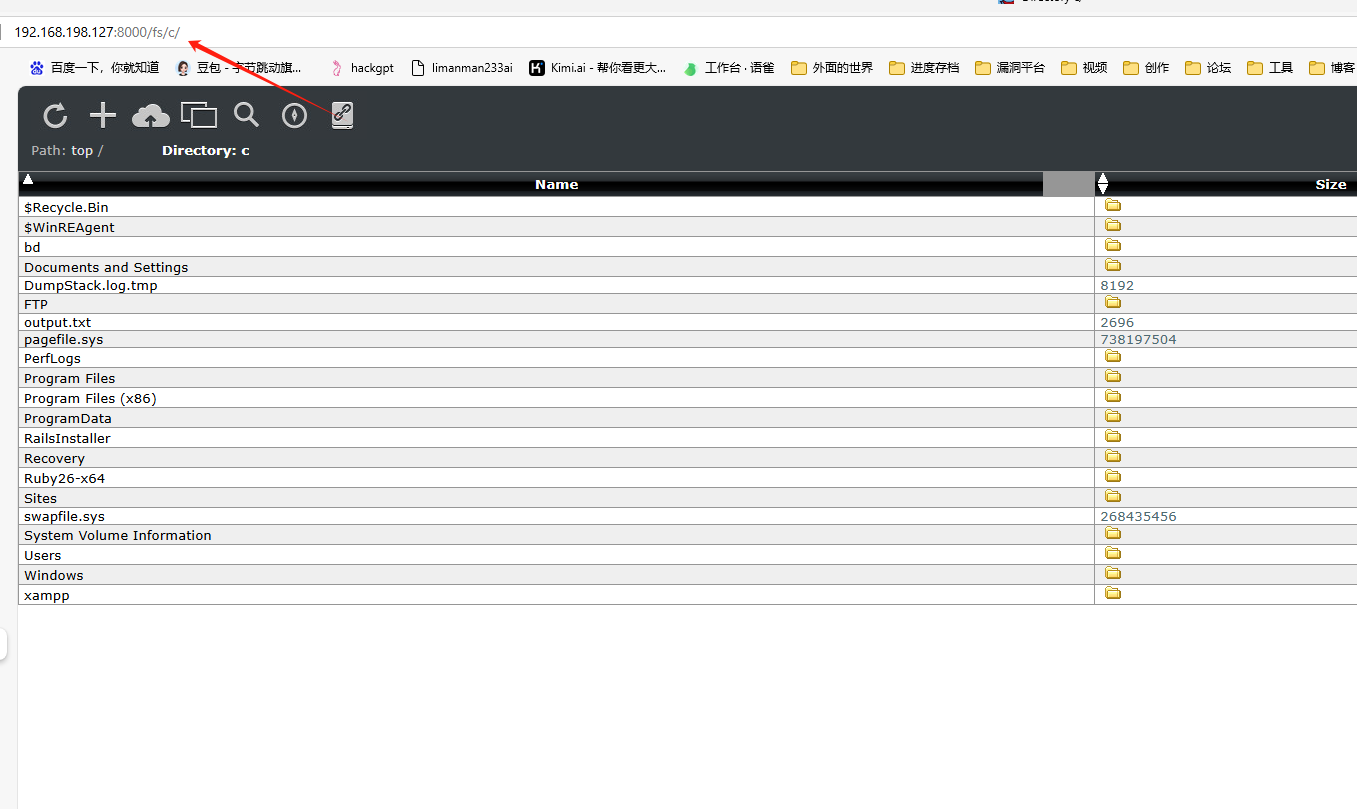 192.168.198.127:8000/fs/c/
百度一下，你就知道 豆包 - 字节跳动旗... hackgpt limanman233ai Kimi.ai - 帮你看更大... 工作台 · 语雀 外面的世界 进度存档 漏洞平台 视频 创作 论坛 工具 博客
Path: top / Directory: c
Name Size
$Recycle.Bin
$WinREAgent
bd
Documents and Settings
DumpStack.log.tmp 8192
FTP
output.txt 2696
pagefile.sys 738197504
PerfLogs
Program Files
Program Files (x86)
ProgramData
RailsInstaller
Recovery
Ruby26-x64
Sites
swapfile.sys 268435456
System Volume Information
Users
Windows
xampp